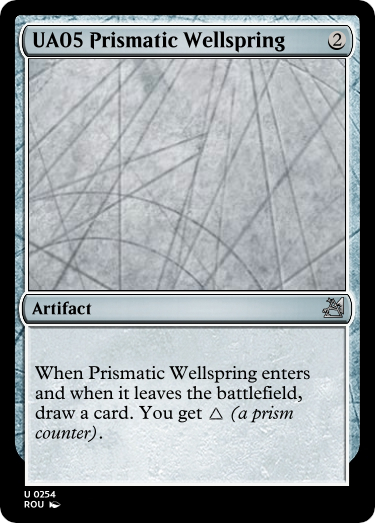 UA05 Prismatic Wellspring 2
Artifact
When Prismatic Wellspring enters
and when it leaves the battlefield,
draw a card. You get △ (a prism
counter).
U 0254
ROU